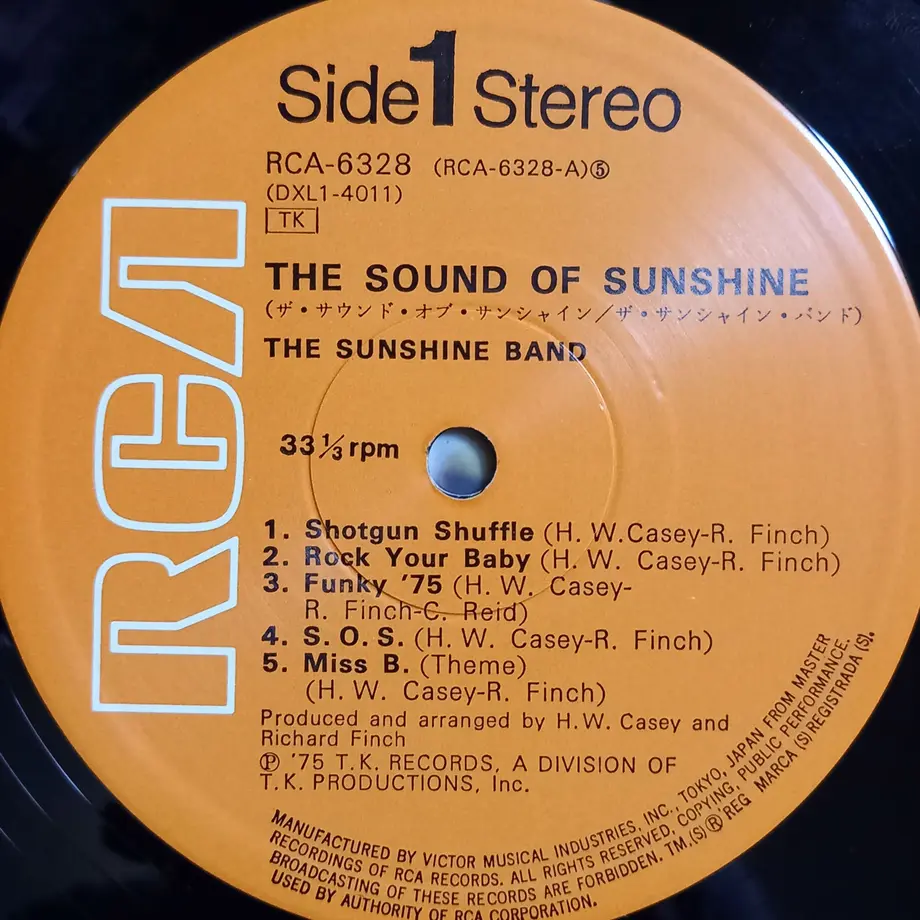 Side 1 Stereo
RCA-6328 (RCA-6328-A)⑤
(DXL1-4011)
TK
THE SOUND OF SUNSHINE
(ザ・サウンド・オブ・サンシャイン/ザ・サンシャイン・バンド)
THE SUNSHINE BAND
RCA
33 1/3 rpm
1. Shotgun Shuffle (H. W.Casey-R. Finch)
2. Rock Your Baby (H. W. Casey-R. Finch)
3. Funky '75 (H. W. Casey-
R. Finch-C. Reid)
4. S.O.S. (H. W. Casey-R. Finch)
5. Miss B. (Theme)
(H. W. Casey-R. Finch)
Produced and arranged by H.W. Casey and
Richard Finch
Ⓟ '75 T.K. RECORDS, A DIVISION OF
T.K. PRODUCTIONS, Inc.
MANUFACTURED BY VICTOR MUSICAL INDUSTRIES, INC., TOKYO, JAPAN FROM MASTER
RECORDINGS OF RCA RECORDS. ALL RIGHTS RESERVED, COPYING, PUBLIC PERFORMANCE.
BROADCASTING OF THESE RECORDS ARE FORBIDDEN. TM.(S)®REG MARCA (S)REGISTRADA (S).
USED BY AUTHORITY OF RCA CORPORATION.